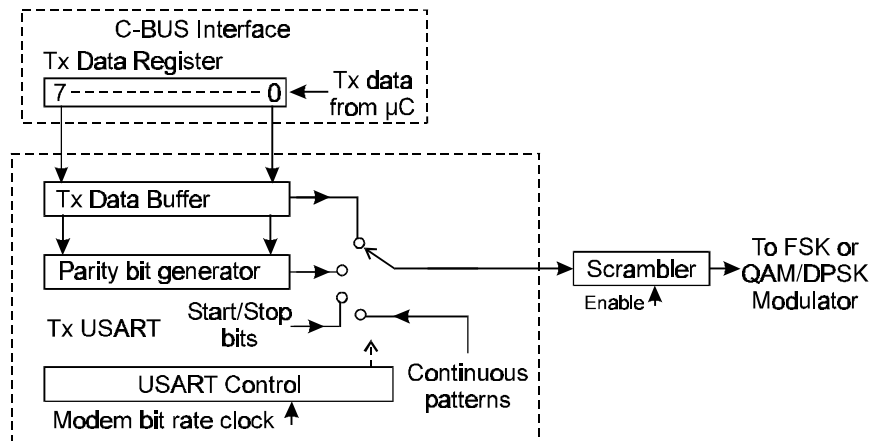 C-BUS Interface
Tx Data Register
7 0
Tx data
from µC
Tx Data Buffer
Parity bit generator
Start/Stop
bits
Tx USART
USART Control
Modem bit rate clock
Continuous
patterns
Scrambler
Enable
To FSK or
QAM/DPSK
Modulator